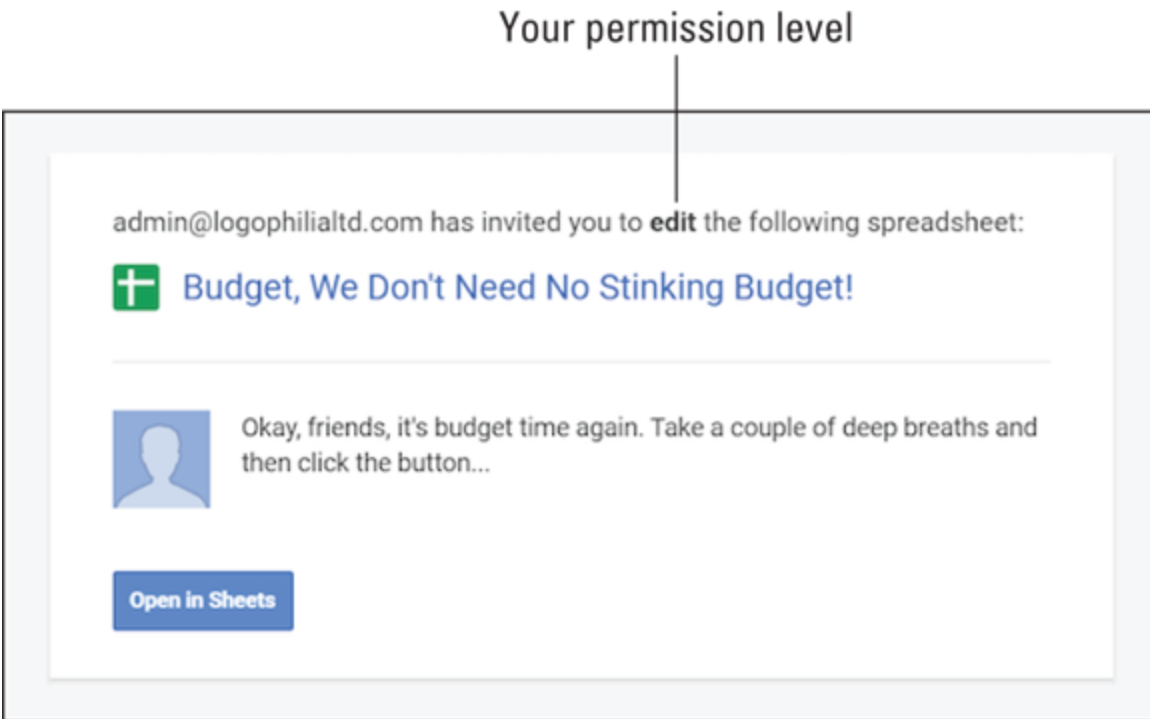 Your permission level
admin@logophilialtd.com has invited you to edit the following spreadsheet:
Budget, We Don't Need No Stinking Budget!
Okay, friends, it's budget time again. Take a couple of deep breaths and
then click the button...
Open in Sheets